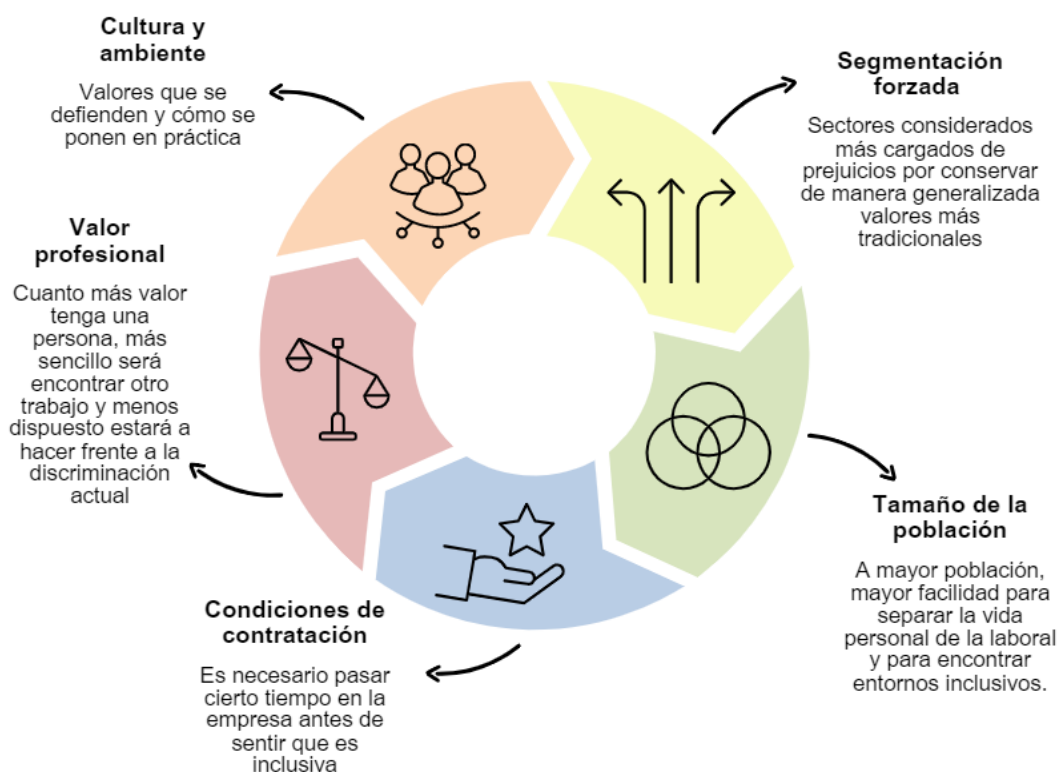 Cultura y
ambiente
Valores que se
defienden y cómo se
ponen en práctica
Segmentación
forzada
Sectores considerados
más cargados de
prejuicios por conservar
de manera generalizada
valores más
tradicionales
Valor
profesional
Cuanto más valor
tenga una
persona, más
sencillo será
encontrar otro
trabajo y menos
dispuesto estará a
hacer frente a la
discriminación
actual
Tamaño de la
población
A mayor población,
mayor facilidad para
separar la vida
personal de la laboral
y para encontrar
entornos inclusivos.
Condiciones de
contratación
Es necesario pasar
cierto tiempo en la
empresa antes de
sentir que es
inclusiva